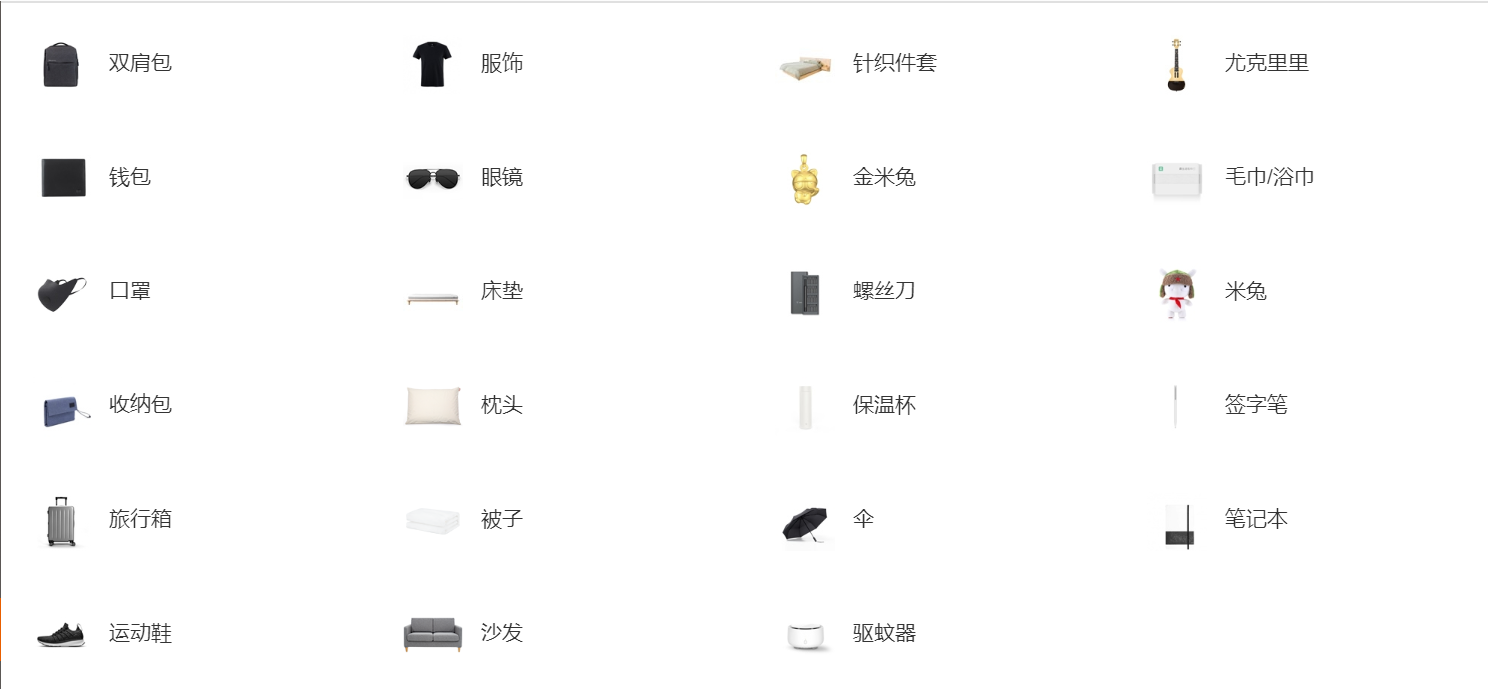 双肩包
服饰
针织件套
尤克里里
钱包
眼镜
金米兔
毛巾/浴巾
口罩
床垫
螺丝刀
米兔
收纳包
枕头
保温杯
签字笔
旅行箱
被子
伞
笔记本
运动鞋
沙发
驱蚊器